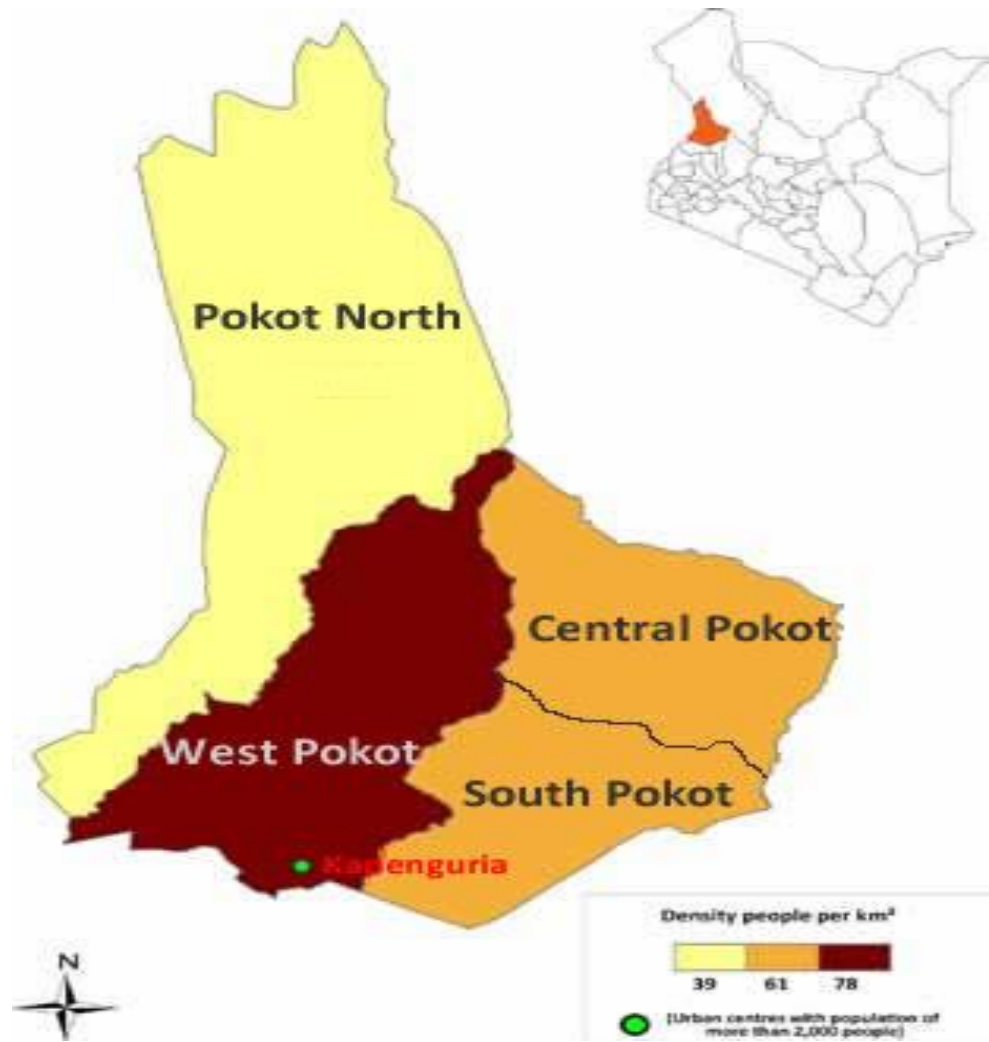 Pokot North
Central Pokot
West Pokot
South Pokot
Kapenguria
N
Density people per km²
39 61 78
(Urban centres with population of
more than 2,000 people)